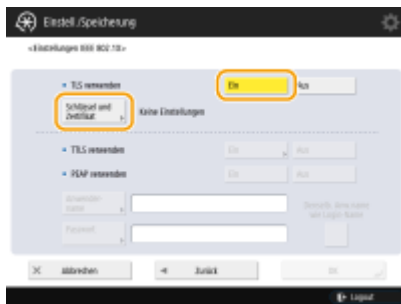 Einstell./Speicherung
<Einstellungen IEEE 802.1X>
TLS verwenden
Ein
Aus
Schlüssel und Zertifikat
Keine Einstellungen
TTLS verwenden
Ein
Aus
PEAP verwenden
Ein
Aus
Passwort
Abbrechen
Zurück
OK
Logout